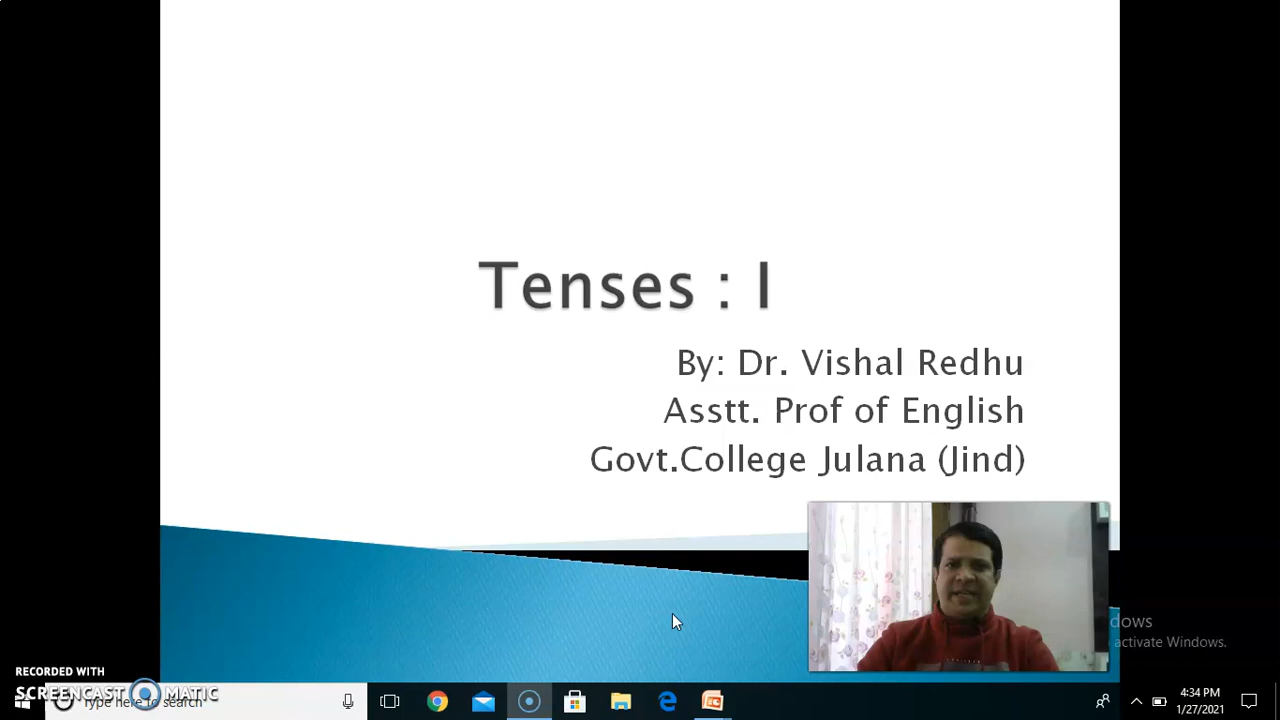 Tenses : I
By: Dr. Vishal Redhu
Asstt. Prof of English
Govt.College Julana (Jind)
dows
activate Windows.
RECORDED WITH
SCREENCAST MATIC
Type here to search
4:34 PM
1/27/2021